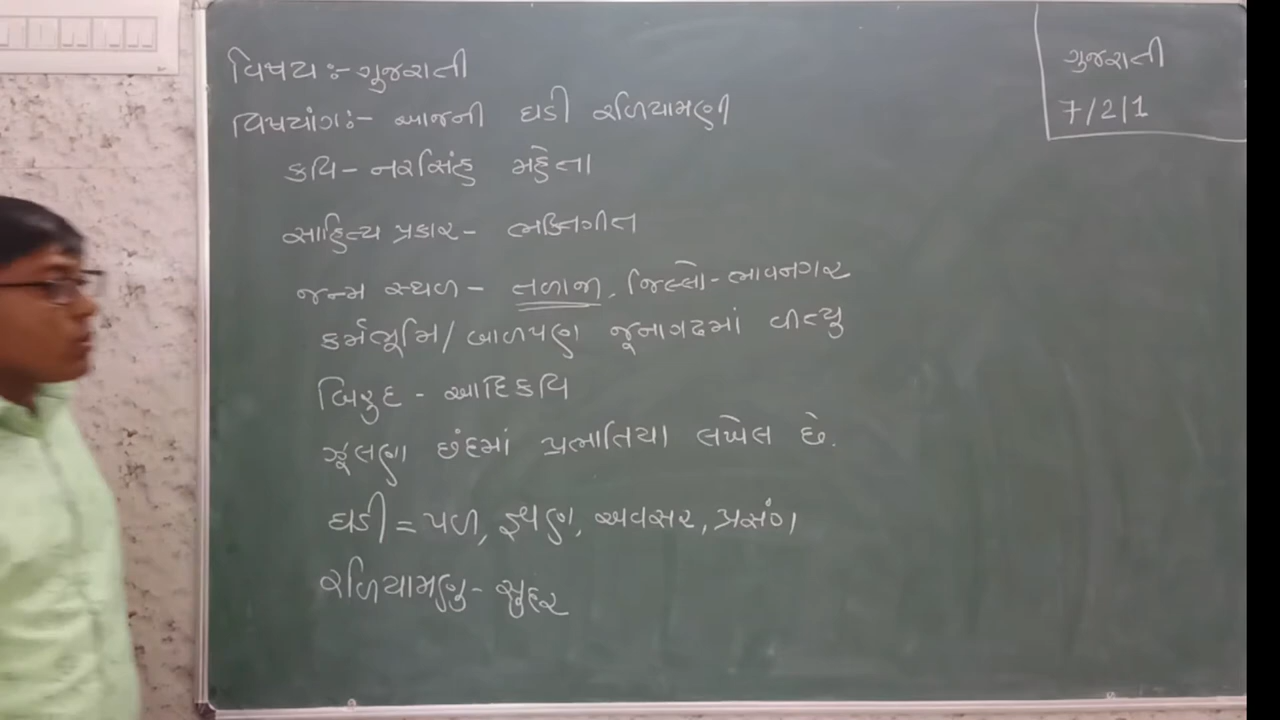 વિષય :- ગુજરાતી
વિષયાંગ :- આજની ઘડી રળિયામણી
કવિ - નરસિંહ મહેતા
સાહિત્ય પ્રકાર - ભક્તિગીત
જન્મ સ્થળ - તળાજા, જિલ્લો - ભાવનગર
કર્મભૂમિ/બાળપણ જૂનાગઢમાં વીત્યુ
બિરુદ - આદિકવિ
ઝૂલણા છંદમાં પ્રભાતિયા લખેલ છે.
ઘડી = પળ, ક્ષણ, અવસર, પ્રસંગ
રળિયામણુ - સુંદર
ગુજરાતી
7/2/1